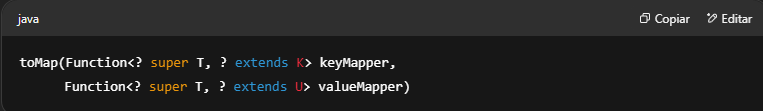 java
Copiar
Editar
toMap(Function<? super T, ? extends K> keyMapper,
      Function<? super T, ? extends U> valueMapper)